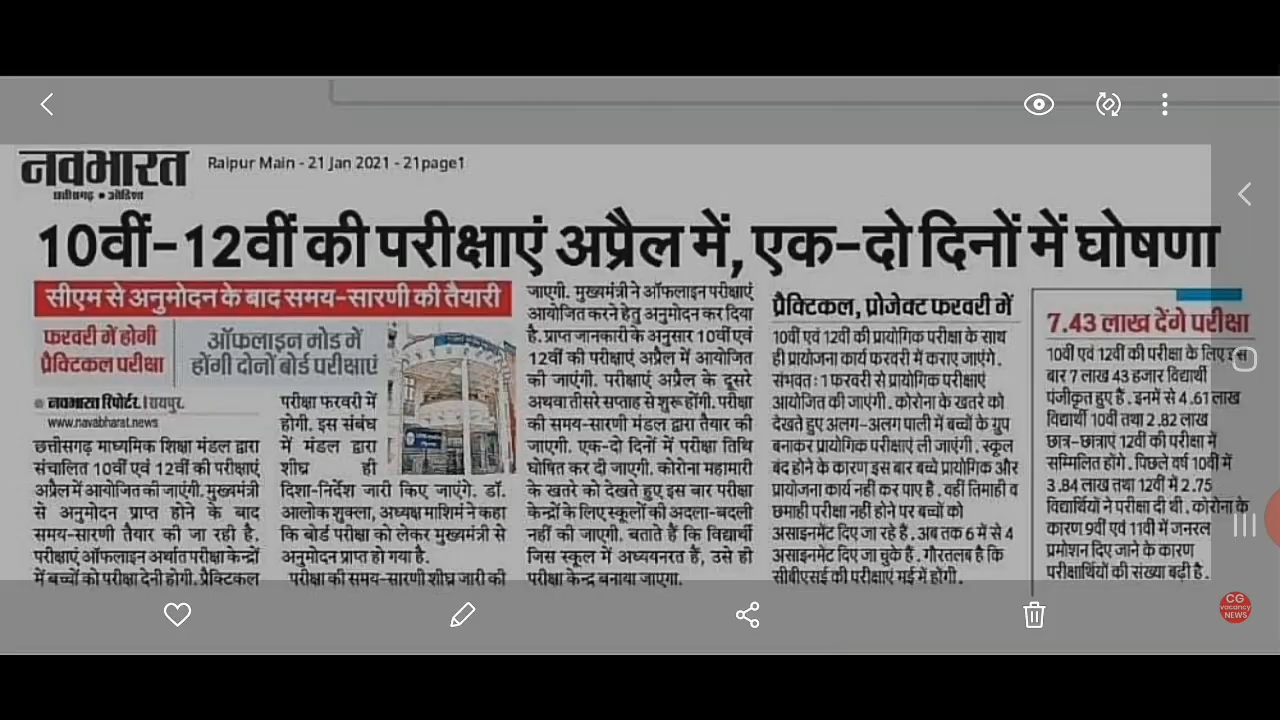 नवभारत
छत्तीसगढ़ • ओडिशा
Raipur Main - 21 Jan 2021 - 21page1
10वीं-12वीं की परीक्षाएं अप्रैल में, एक-दो दिनों में घोषणा
सीएम से अनुमोदन के बाद समय-सारणी की तैयारी
फरवरी में होगी
प्रैक्टिकल परीक्षा
ऑफलाइन मोड में
होंगी दोनों बोर्ड परीक्षाएं
नवभारत रिपोर्टर. | रायपुर.
www.navabharat.news
छत्तीसगढ़ माध्यमिक शिक्षा मंडल द्वारा
संचालित 10वीं एवं 12वीं की परीक्षाएं
अप्रैल में आयोजित की जाएंगी. मुख्यमंत्री
से अनुमोदन प्राप्त होने के बाद
समय-सारणी तैयार की जा रही है.
परीक्षाएं ऑफलाइन अर्थात परीक्षा केन्द्रों
में बच्चों को परीक्षा देनी होगी. प्रैक्टिकल
परीक्षा फरवरी में
होगी. इस संबंध
में मंडल द्वारा
शीघ्र ही
दिशा-निर्देश जारी किए जाएंगे. डॉ.
आलोक शुक्ला, अध्यक्ष माशिमं ने कहा
कि बोर्ड परीक्षा को लेकर मुख्यमंत्री से
अनुमोदन प्राप्त हो गया है.
परीक्षा की समय-सारणी शीघ्र जारी की
जाएगी. मुख्यमंत्री ने ऑफलाइन परीक्षाएं
आयोजित करने हेतु अनुमोदन कर दिया
है. प्राप्त जानकारी के अनुसार 10वीं एवं
12वीं की परीक्षाएं अप्रैल में आयोजित
की जाएंगी. परीक्षाएं अप्रैल के दूसरे
अथवा तीसरे सप्ताह से शुरू होंगी. परीक्षा
की समय-सारणी मंडल द्वारा तैयार की
जाएगी. एक-दो दिनों में परीक्षा तिथि
घोषित कर दी जाएगी. कोरोना महामारी
के खतरे को देखते हुए इस बार परीक्षा
केन्द्रों के लिए स्कूलों की अदला-बदली
नहीं की जाएगी. बताते हैं कि विद्यार्थी
जिस स्कूल में अध्ययनरत हैं, उसे ही
परीक्षा केन्द्र बनाया जाएगा.
प्रैक्टिकल, प्रोजेक्ट फरवरी में
10वीं एवं 12वीं की प्रायोगिक परीक्षा के साथ
ही प्रायोजना कार्य फरवरी में कराए जाएंगे.
संभवत: 1 फरवरी से प्रायोगिक परीक्षाएं
आयोजित की जाएंगी. कोरोना के खतरे को
देखते हुए अलग-अलग पाली में बच्चों के ग्रुप
बनाकर प्रायोगिक परीक्षाएं ली जाएंगी. स्कूल
बंद होने के कारण इस बार बच्चे प्रायोगिक और
प्रायोजना कार्य नहीं कर पाए है. वहीं तिमाही व
छमाही परीक्षा नहीं होने पर बच्चों को
असाइनमेंट दिए जा रहे हैं. अब तक 6 में से 4
असाइनमेंट दिए जा चुके हैं. गौरतलब है कि
सीबीएसई की परीक्षाएं मई में होंगी.
7.43 लाख देंगे परीक्षा
10वीं एवं 12वीं की परीक्षा के लिए इस
बार 7 लाख 43 हजार विद्यार्थी
पंजीकृत हुए हैं. इनमें से 4.61 लाख
विद्यार्थी 10वीं तथा 2.82 लाख
छात्र-छात्राएं 12वीं की परीक्षा में
सम्मिलित होंगे. पिछले वर्ष 10वीं में
3.84 लाख तथा 12वीं में 2.75
विद्यार्थियों ने परीक्षा दी थी. कोरोना के
कारण 9वीं एवं 11वीं में जनरल
प्रमोशन दिए जाने के कारण
परीक्षार्थियों की संख्या बढ़ी है.
CG
vacancy
NEWS